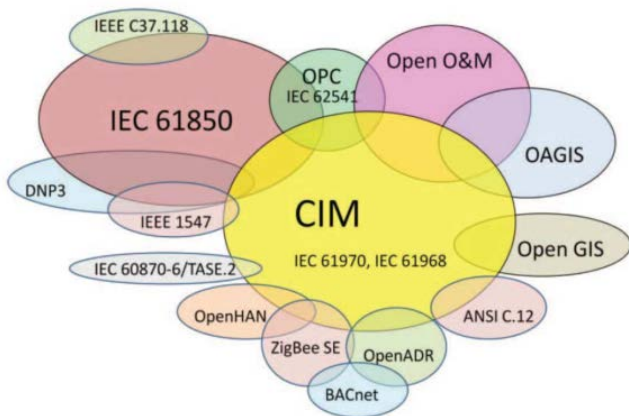 IEEE C37.118
OPC
IEC 62541
Open O&M
IEC 61850
OAGIS
DNP3
IEEE 1547
CIM
IEC 61970, IEC 61968
Open GIS
IEC 60870-6/TASE.2
OpenHAN
ANSI C.12
ZigBee SE
OpenADR
BACnet